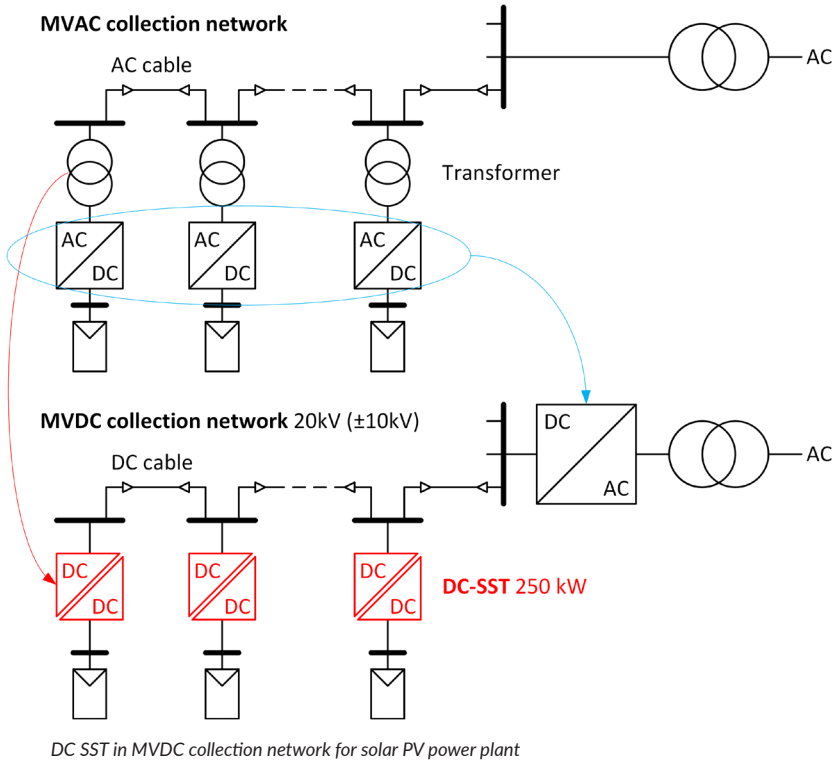 MVAC collection network
AC cable
AC
Transformer
AC
DC
AC
DC
AC
DC
MVDC collection network 20kV (±10kV)
DC
AC
DC cable
AC
DC
DC
DC
DC
DC
DC
DC-SST 250 kW
DC SST in MVDC collection network for solar PV power plant